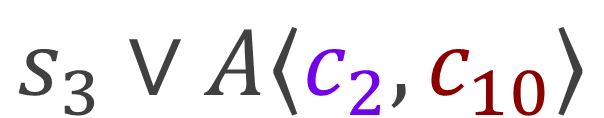 s₃ ∨ A⟨c₂, c₁₀⟩